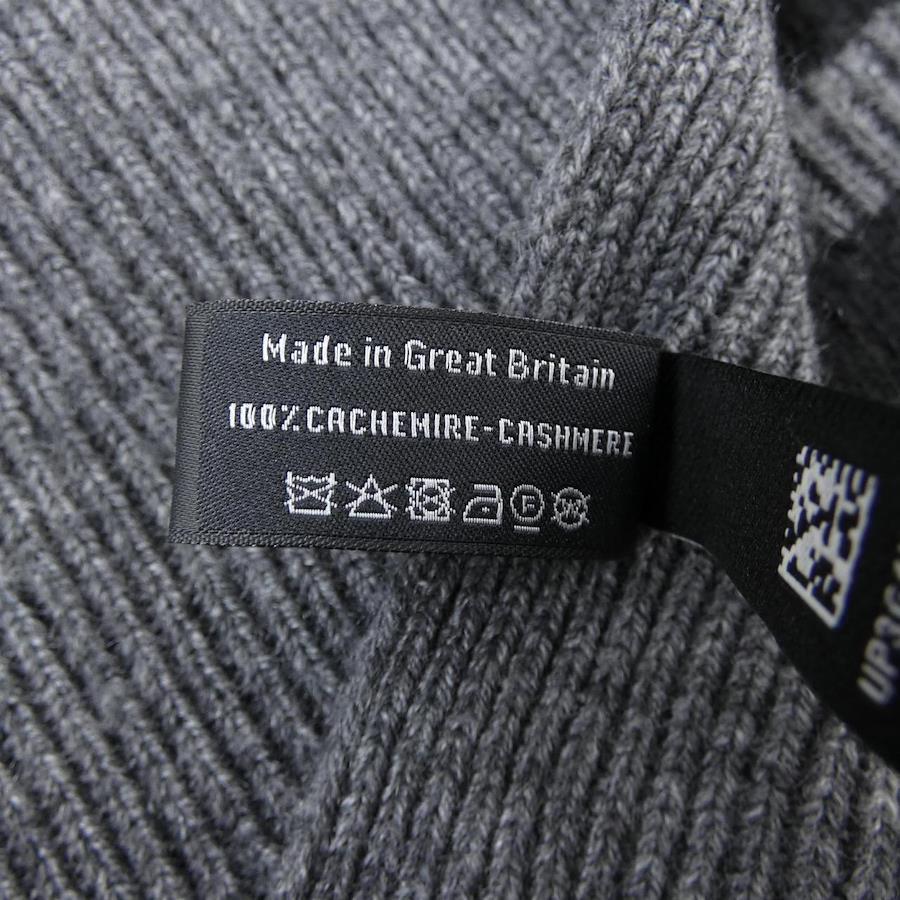 Made in Great Britain
100% CACHEMIRE-CASHMERE
F W